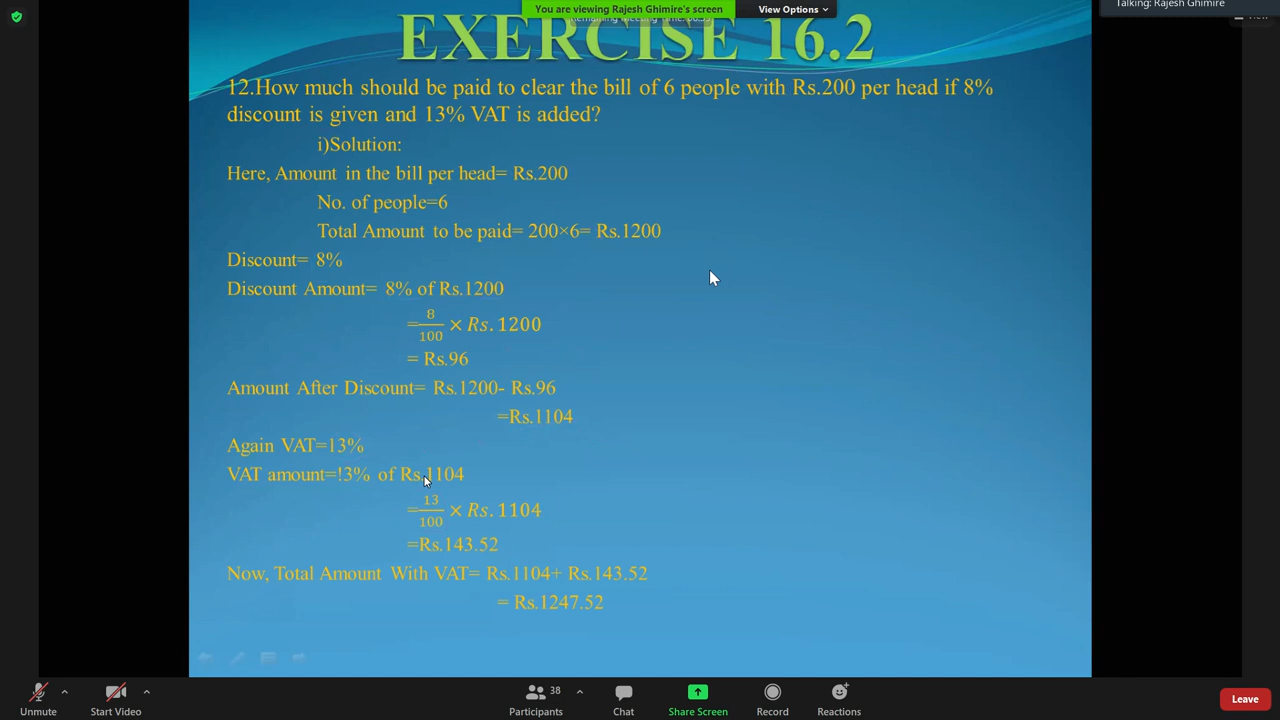 You are viewing Rajesh Ghimire's screen
View Options
Talking: Rajesh Ghimire
View
EXERCISE 16.2
12.How much should be paid to clear the bill of 6 people with Rs.200 per head if 8%
discount is given and 13% VAT is added?
i)Solution:
Here, Amount in the bill per head= Rs.200
No. of people=6
Total Amount to be paid= 200×6= Rs.1200
Discount= 8%
Discount Amount= 8% of Rs.1200
=8/100 × Rs.1200
= Rs.96
Amount After Discount= Rs.1200- Rs.96
=Rs.1104
Again VAT=13%
VAT amount=!3% of Rs.1104
=13/100 × Rs.1104
=Rs.143.52
Now, Total Amount With VAT= Rs.1104+ Rs.143.52
= Rs.1247.52
Unmute
Start Video
38
Participants
Chat
Share Screen
Record
Reactions
Leave